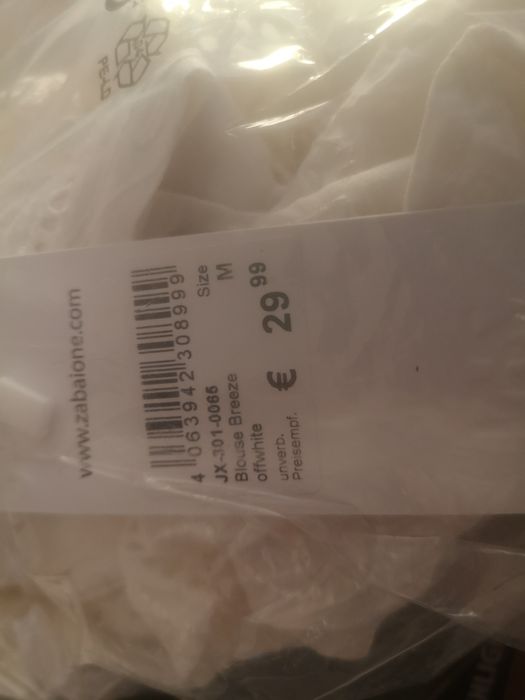 www.zabaione.com
4 063942 308999
JX-301-0065
Size
Blouse Breeze
M
offwhite
unverb.
Preisempf.
€ 29 99